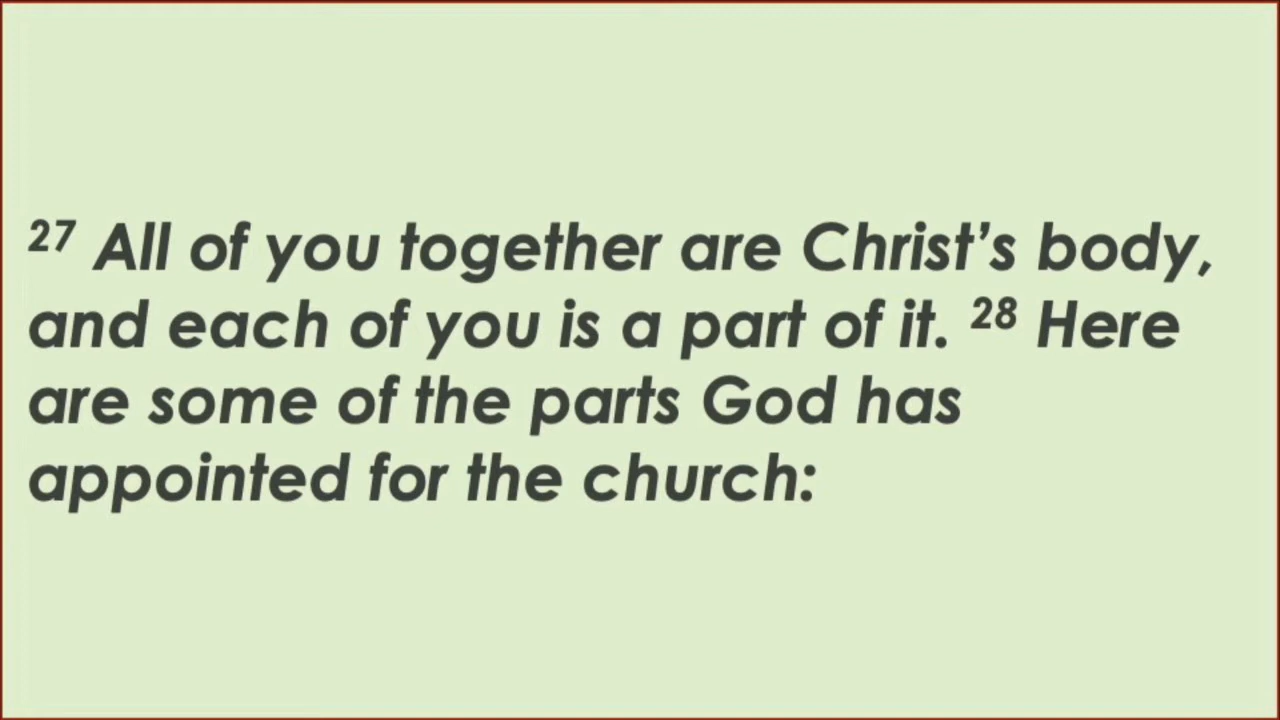 27 All of you together are Christ’s body,
and each of you is a part of it. 28 Here
are some of the parts God has
appointed for the church: